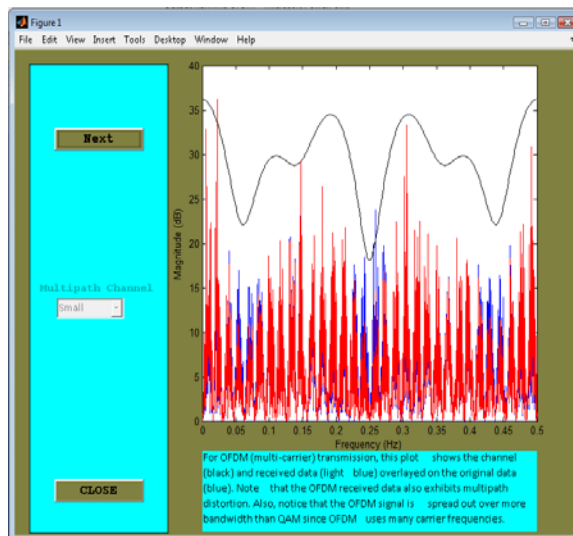 Figure 1
File Edit View Insert Tools Desktop Window Help
Next
Multipath Channel
Small
CLOSE
Magnitude (dB)
40
35
30
25
20
15
10
5
0
0 0.05 0.1 0.15 0.2 0.25 0.3 0.35 0.4 0.45 0.5
Frequency (Hz)
For OFDM (multi-carrier) transmission, this plot shows the channel
(black) and received data (light blue) overlayed on the original data
(blue). Note that the OFDM received data also exhibits multipath
distortion. Also, notice that the OFDM signal is spread out over more
bandwidth than QAM since OFDM uses many carrier frequencies.